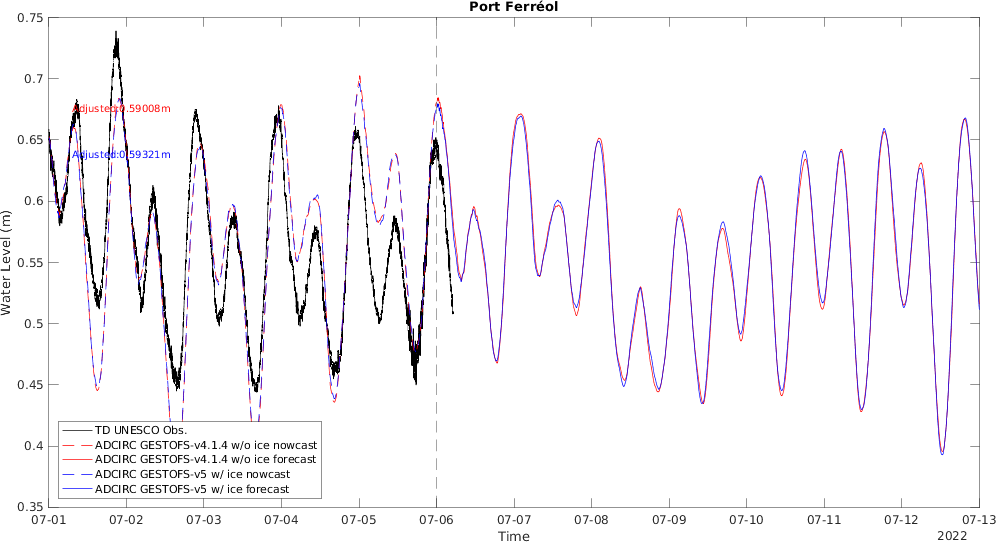 Port Ferréol
0.75
0.7
0.65
0.6
0.55
0.5
0.45
0.4
0.35
Water Level (m)
Adjusted:0.59008m
Adjusted:0.59321m
TD UNESCO Obs.
ADCIRC GESTOFS-v4.1.4 w/o ice nowcast
ADCIRC GESTOFS-v4.1.4 w/o ice forecast
ADCIRC GESTOFS-v5 w/ ice nowcast
ADCIRC GESTOFS-v5 w/ ice forecast
07-01 07-02 07-03 07-04 07-05 07-06 07-07 07-08 07-09 07-10 07-11 07-12 07-13
Time
2022